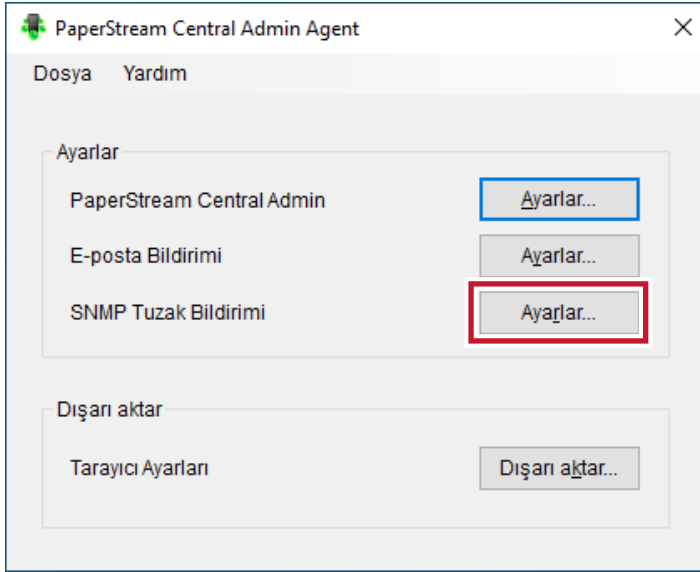 PaperStream Central Admin Agent
Dosya Yardım
Ayarlar
PaperStream Central Admin Ayarlar...
E-posta Bildirimi Ayarlar...
SNMP Tuzak Bildirimi Ayarlar...
Dışarı aktar
Tarayıcı Ayarları Dışarı aktar...